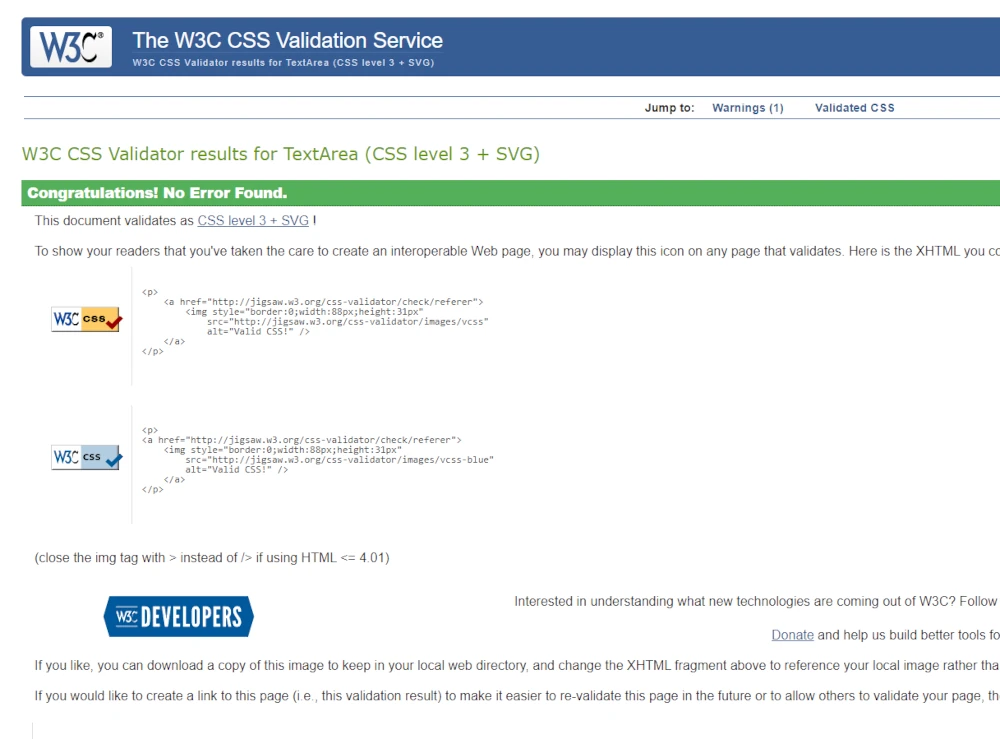 W3C®
The W3C CSS Validation Service
W3C CSS Validator results for TextArea (CSS level 3 + SVG)
Jump to: Warnings (1) Validated CSS
W3C CSS Validator results for TextArea (CSS level 3 + SVG)
Congratulations! No Error Found.
This document validates as CSS level 3 + SVG !
To show your readers that you've taken the care to create an interoperable Web page, you may display this icon on any page that validates. Here is the XHTML you co
W3C css
<p>
<a href="http://jigsaw.w3.org/css-validator/check/referer">
<img style="border:0;width:88px;height:31px"
src="http://jigsaw.w3.org/css-validator/images/vcss"
alt="Valid CSS!" />
</a>
</p>
W3C css
<p>
<a href="http://jigsaw.w3.org/css-validator/check/referer">
<img style="border:0;width:88px;height:31px"
src="http://jigsaw.w3.org/css-validator/images/vcss-blue"
alt="Valid CSS!" />
</a>
</p>
(close the img tag with > instead of /> if using HTML <= 4.01)
W3C DEVELOPERS
Interested in understanding what new technologies are coming out of W3C? Follow
Donate and help us build better tools fo
If you like, you can download a copy of this image to keep in your local web directory, and change the XHTML fragment above to reference your local image rather tha
If you would like to create a link to this page (i.e., this validation result) to make it easier to re-validate this page in the future or to allow others to validate your page, th